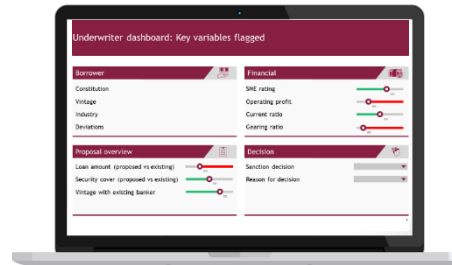 Underwriter dashboard: Key variables flagged
Borrower
Constitution
Vintage
Industry
Deviations
Financial
SME rating
Operating profit
Current ratio
Gearing ratio
Proposal overview
Loan amount (proposed vs existing)
Security cover (proposed vs existing)
Vintage with existing banker
Decision
Sanction decision
Reason for decision